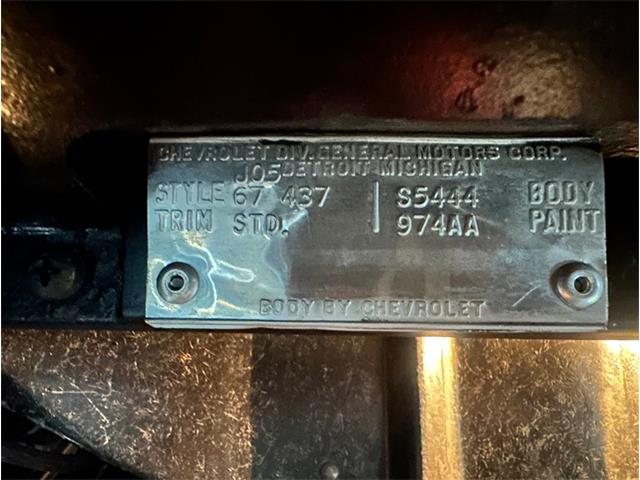 CHEVROLET DIV. GENERAL MOTORS CORP.
J05 DETROIT MICHIGAN
STYLE 67 437 | S5444 BODY
TRIM STD. 974AA PAINT
BODY BY CHEVROLET